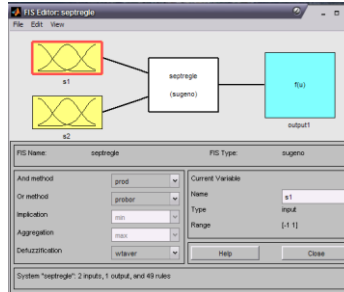 FIS Editor: septregle
File Edit View
s1
septregle
(sugeno)
f(u)
s2
output1
FIS Name: septregle FIS Type: sugeno
And method prod
Or method probor
Implication min
Aggregation max
Defuzzification wtaver
Current Variable
Name s1
Type input
Range [-1 1]
Help Close
System "septregle": 2 inputs, 1 output, and 49 rules